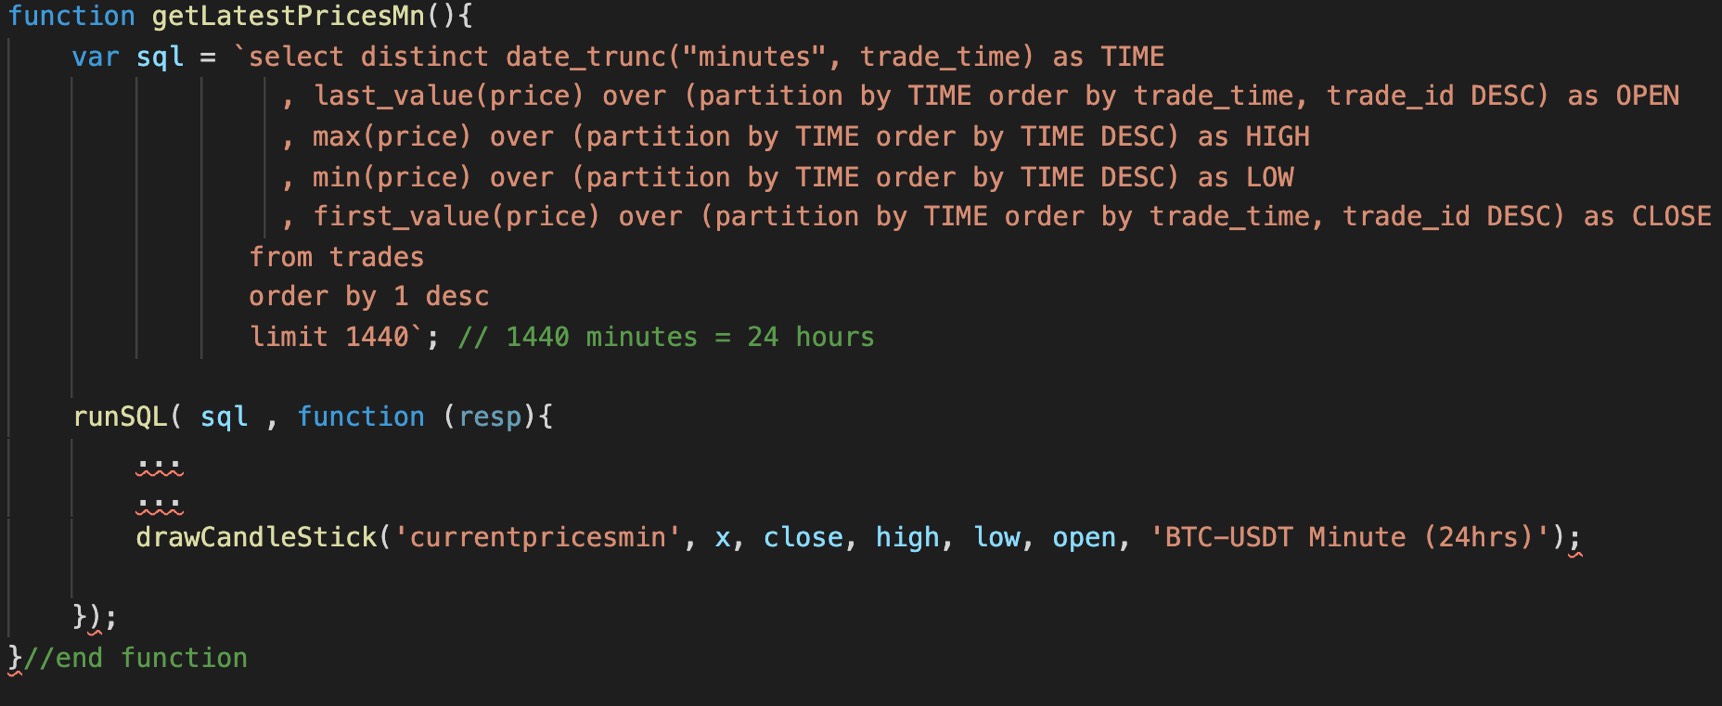 function getLatestPricesMn(){
var sql = `select distinct date_trunc("minutes", trade_time) as TIME
, last_value(price) over (partition by TIME order by trade_time, trade_id DESC) as OPEN
, max(price) over (partition by TIME order by TIME DESC) as HIGH
, min(price) over (partition by TIME order by TIME DESC) as LOW
, first_value(price) over (partition by TIME order by trade_time, trade_id DESC) as CLOSE
from trades
order by 1 desc
limit 1440`; // 1440 minutes = 24 hours
runSQL( sql , function (resp){
...
...
drawCandleStick('currentpricesmin', x, close, high, low, open, 'BTC-USDT Minute (24hrs)');
});
}//end function